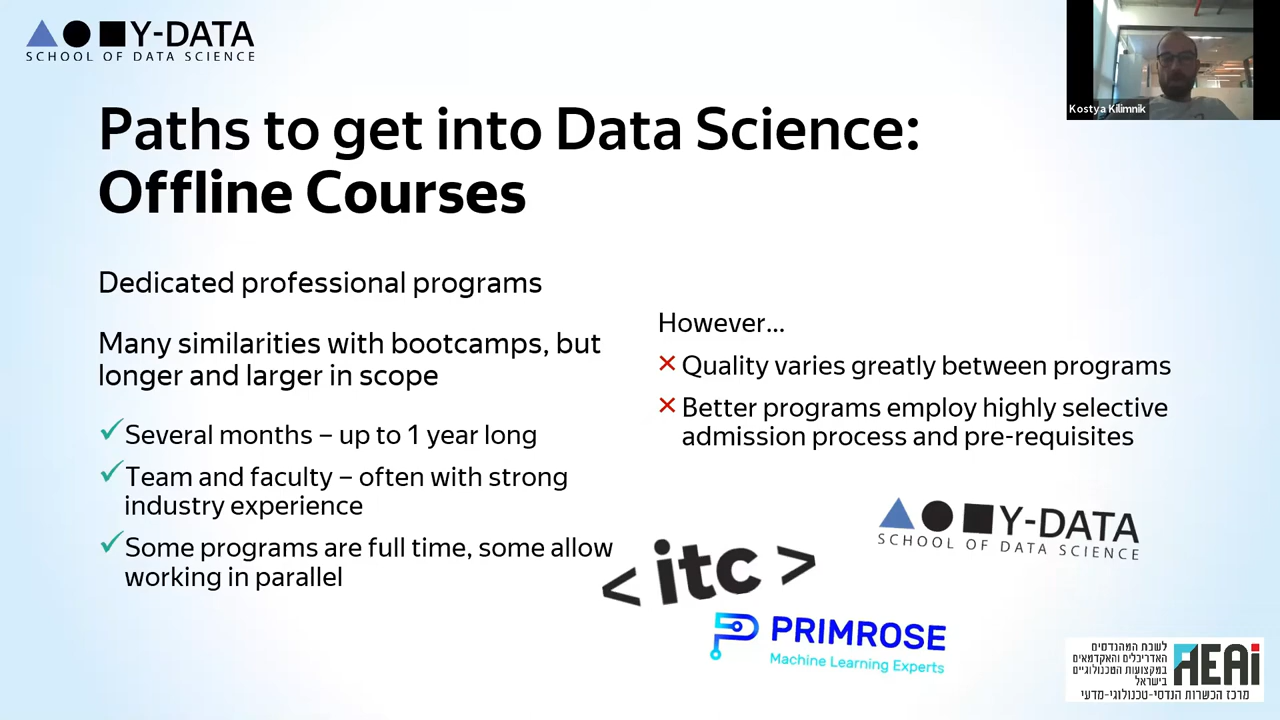 Y-DATA
SCHOOL OF DATA SCIENCE
Kostya Kilimnik
Paths to get into Data Science:
Offline Courses
Dedicated professional programs
Many similarities with bootcamps, but
longer and larger in scope
Several months – up to 1 year long
Team and faculty – often with strong
industry experience
Some programs are full time, some allow
working in parallel
However...
Quality varies greatly between programs
Better programs employ highly selective
admission process and pre-requisites
Y-DATA
SCHOOL OF DATA SCIENCE
< itc >
PRIMROSE
Machine Learning Experts
לשכת המהנדסים
האדריכלים והאקדמאים
במקצועות הטכנולוגיים
בישראל
AEAi
מרכז הכשרות הנדסי-טכנולוגי-מדעי